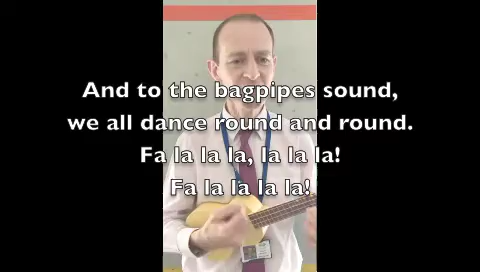 And to the bagpipes sound,
we all dance round and round.
Fa la la la, la la la!
Fa la la la la!